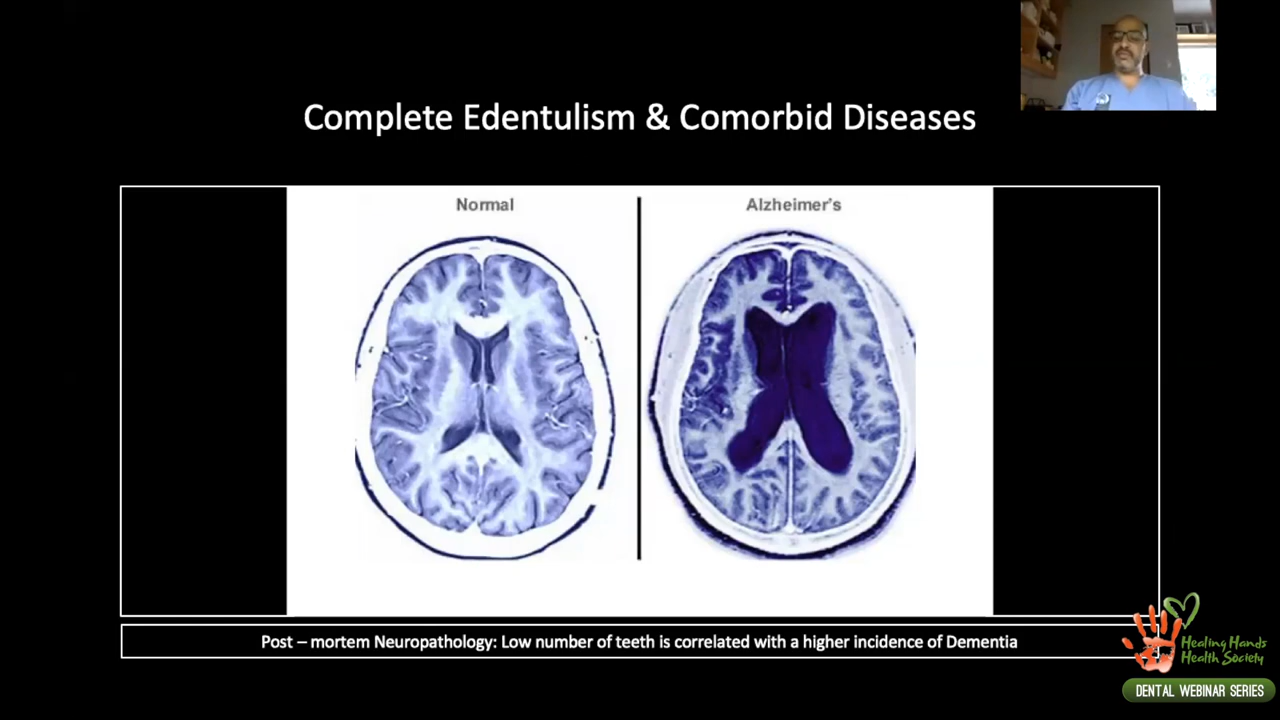 Complete Edentulism & Comorbid Diseases
Normal
Alzheimer's
Post – mortem Neuropathology: Low number of teeth is correlated with a higher incidence of Dementia
Healing Hands
Health Society
DENTAL WEBINAR SERIES